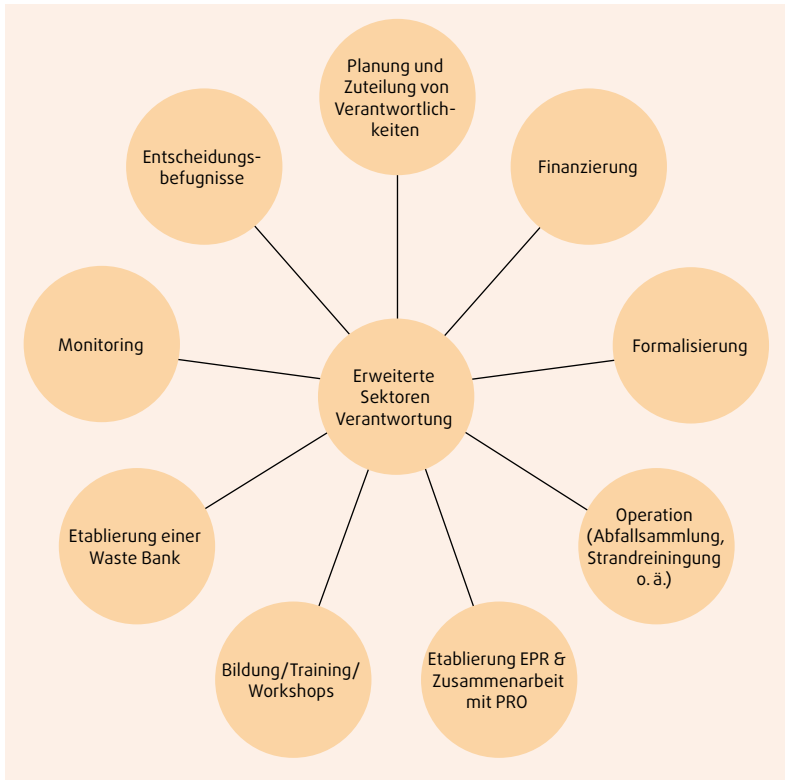 Planung und
Zuteilung von
Verantwortlich-
keiten
Entscheidungs-
befugnisse
Finanzierung
Monitoring
Formalisierung
Erweiterte
Sektoren
Verantwortung
Etablierung einer
Waste Bank
Operation
(Abfallsammlung,
Strandreiningung
o. ä.)
Bildung/Training/
Workshops
Etablierung EPR &
Zusammenarbeit
mit PRO